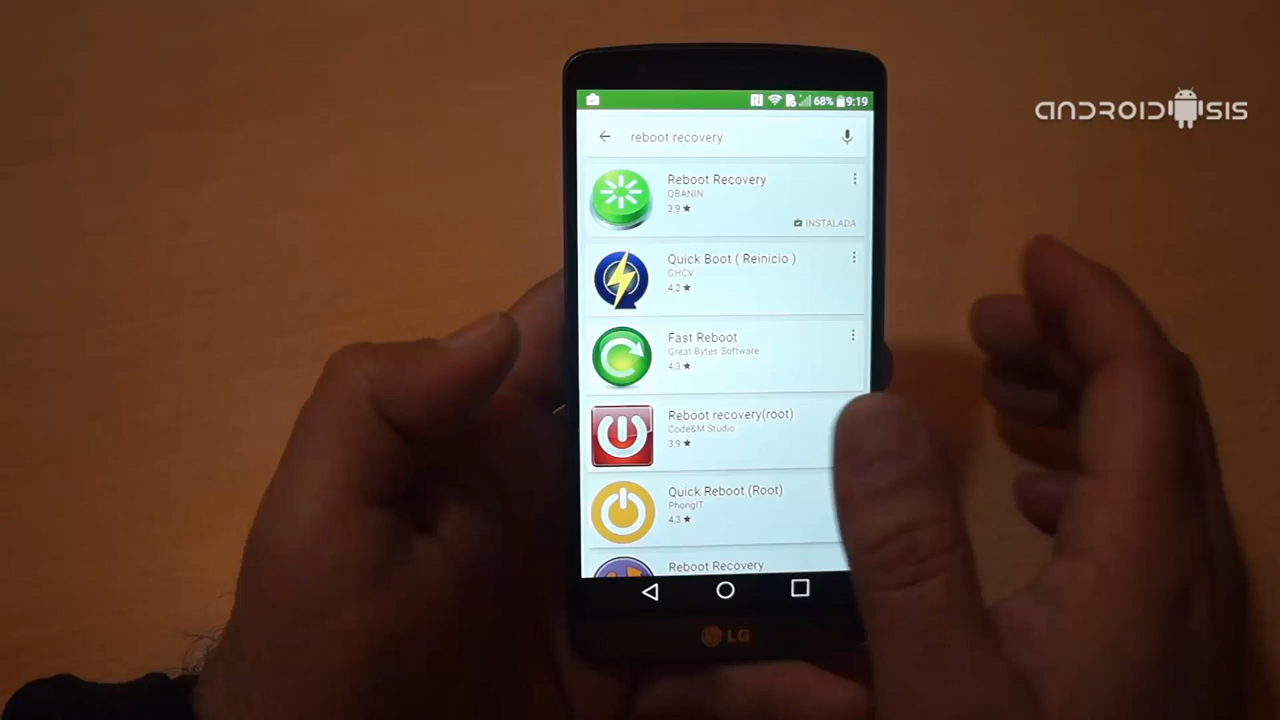 68% 9:19
ANDROIDSIS
reboot recovery
Reboot Recovery
QBANIN
3,9 ★
INSTALADA
Quick Boot ( Reinicio )
GHCV
4,2 ★
Fast Reboot
Great Bytes Software
4,3 ★
Reboot recovery(root)
Code&M Studio
3,9 ★
Quick Reboot (Root)
PhongIT
4,3 ★
Reboot Recovery
LG